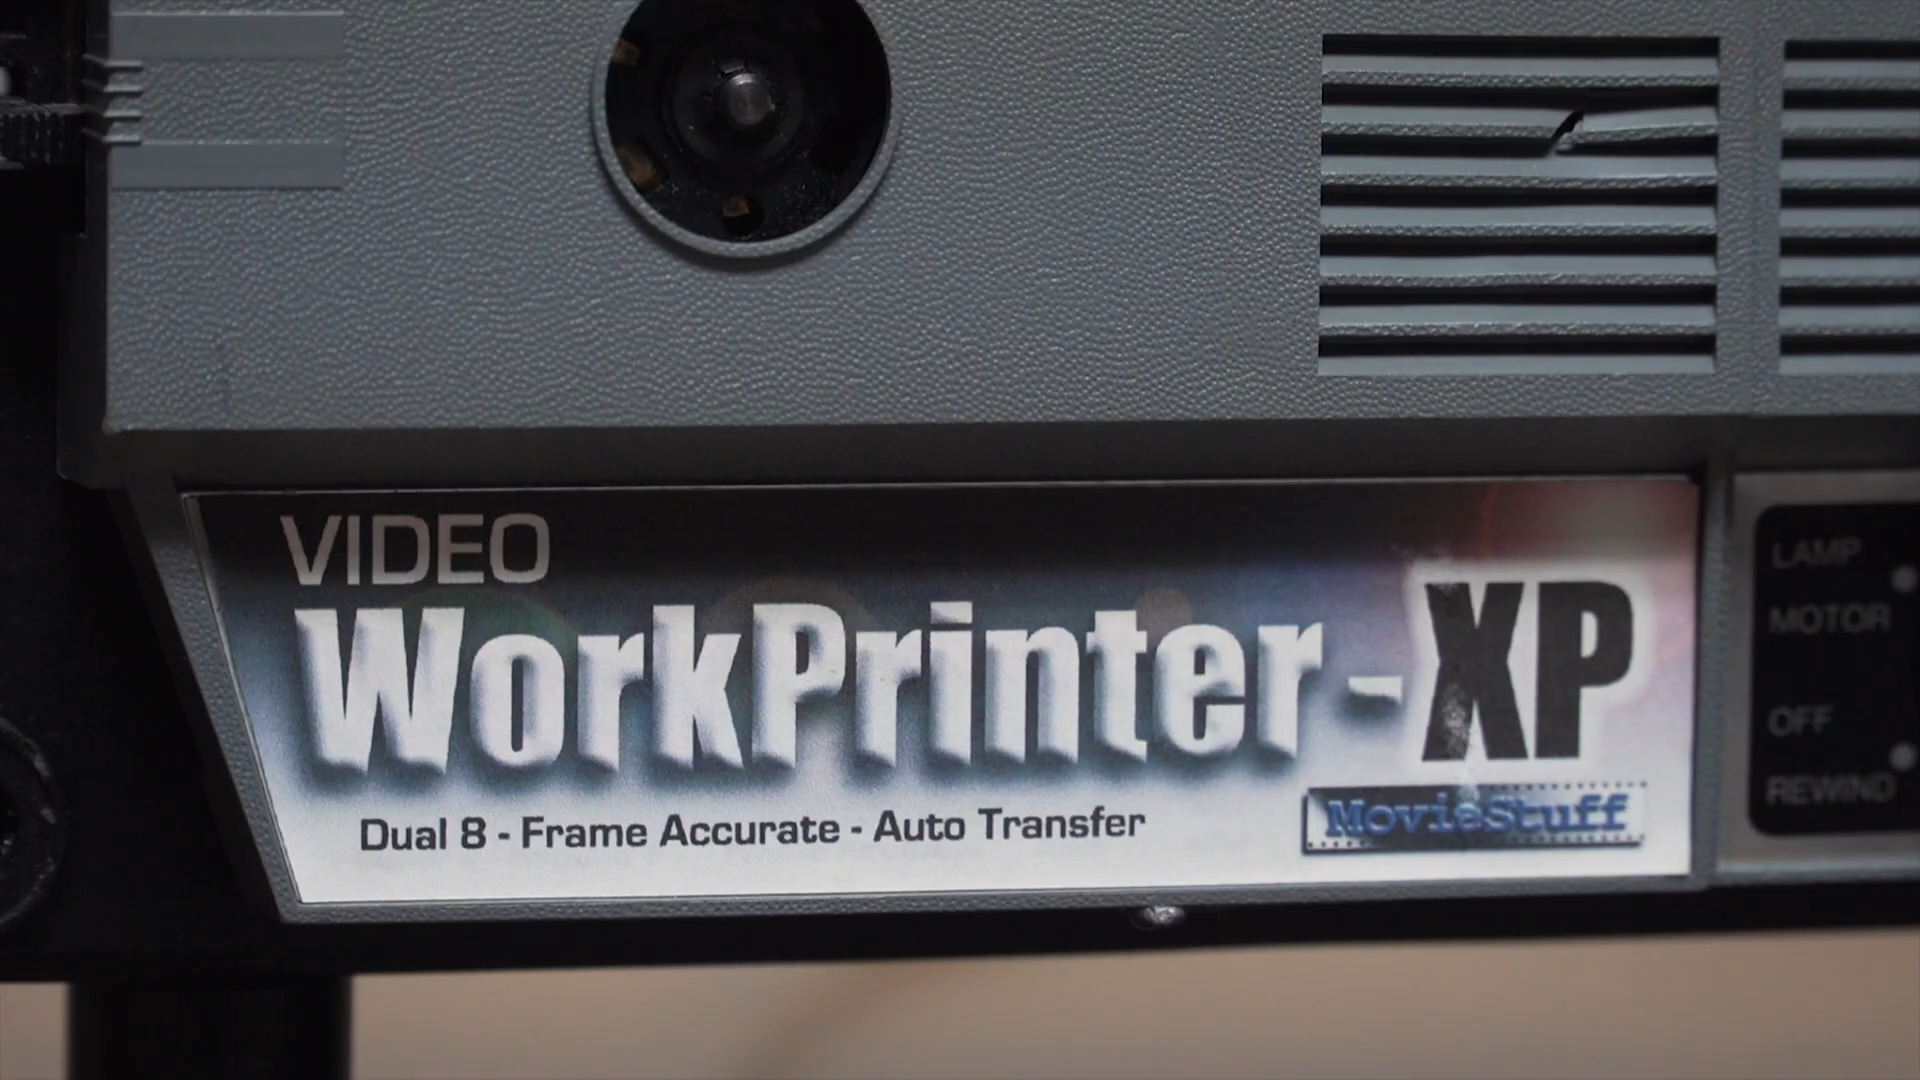 VIDEO
WorkPrinter-XP
Dual 8 - Frame Accurate - Auto Transfer
MovieStuff
LAMP
MOTOR
OFF
REWIND